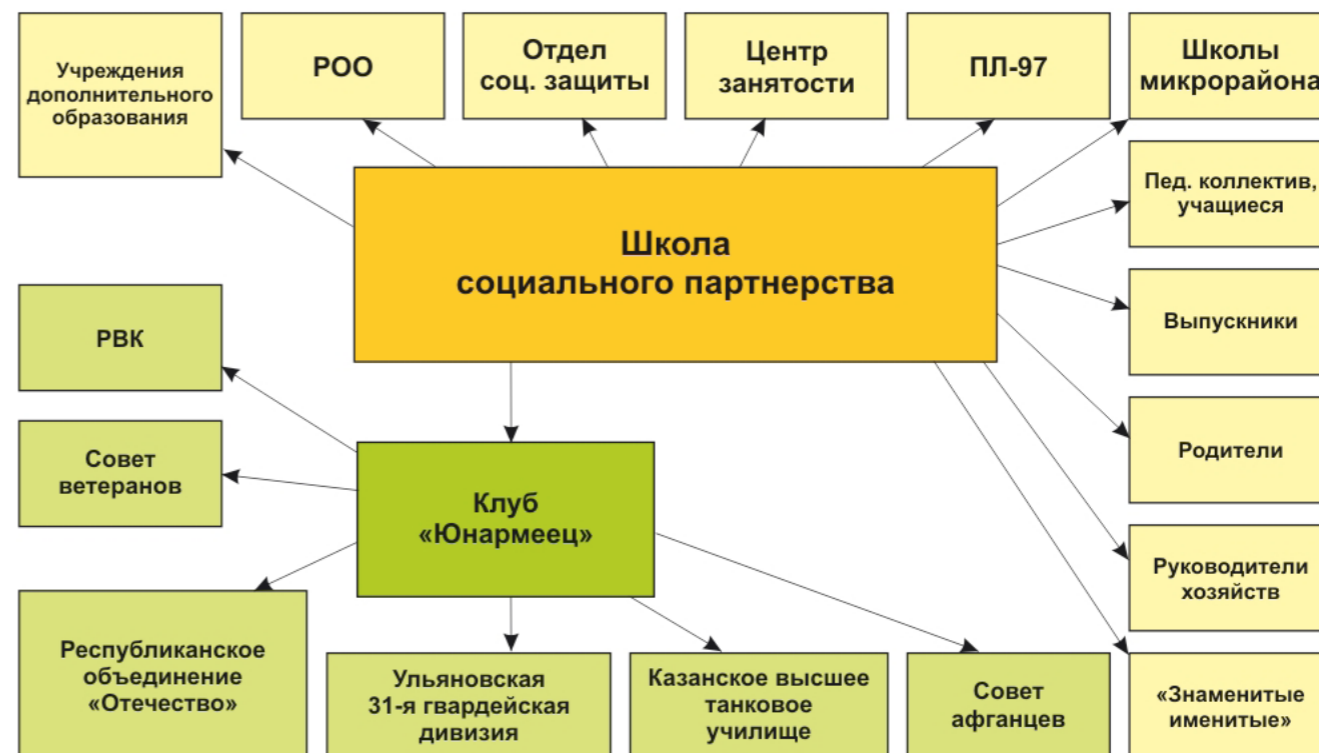 Учреждения
дополнительного
образования
РОО
Отдел
соц. защиты
Центр
занятости
ПЛ-97
Школы
микрорайона
Школа
социального партнерства
Пед. коллектив,
учащиеся
Выпускники
Родители
Руководители
хозяйств
«Знаменитые
именитые»
РВК
Совет
ветеранов
Клуб
«Юнармеец»
Республиканское
объединение
«Отечество»
Ульяновская
31-я гвардейская
дивизия
Казанское высшее
танковое
училище
Совет
афганцев